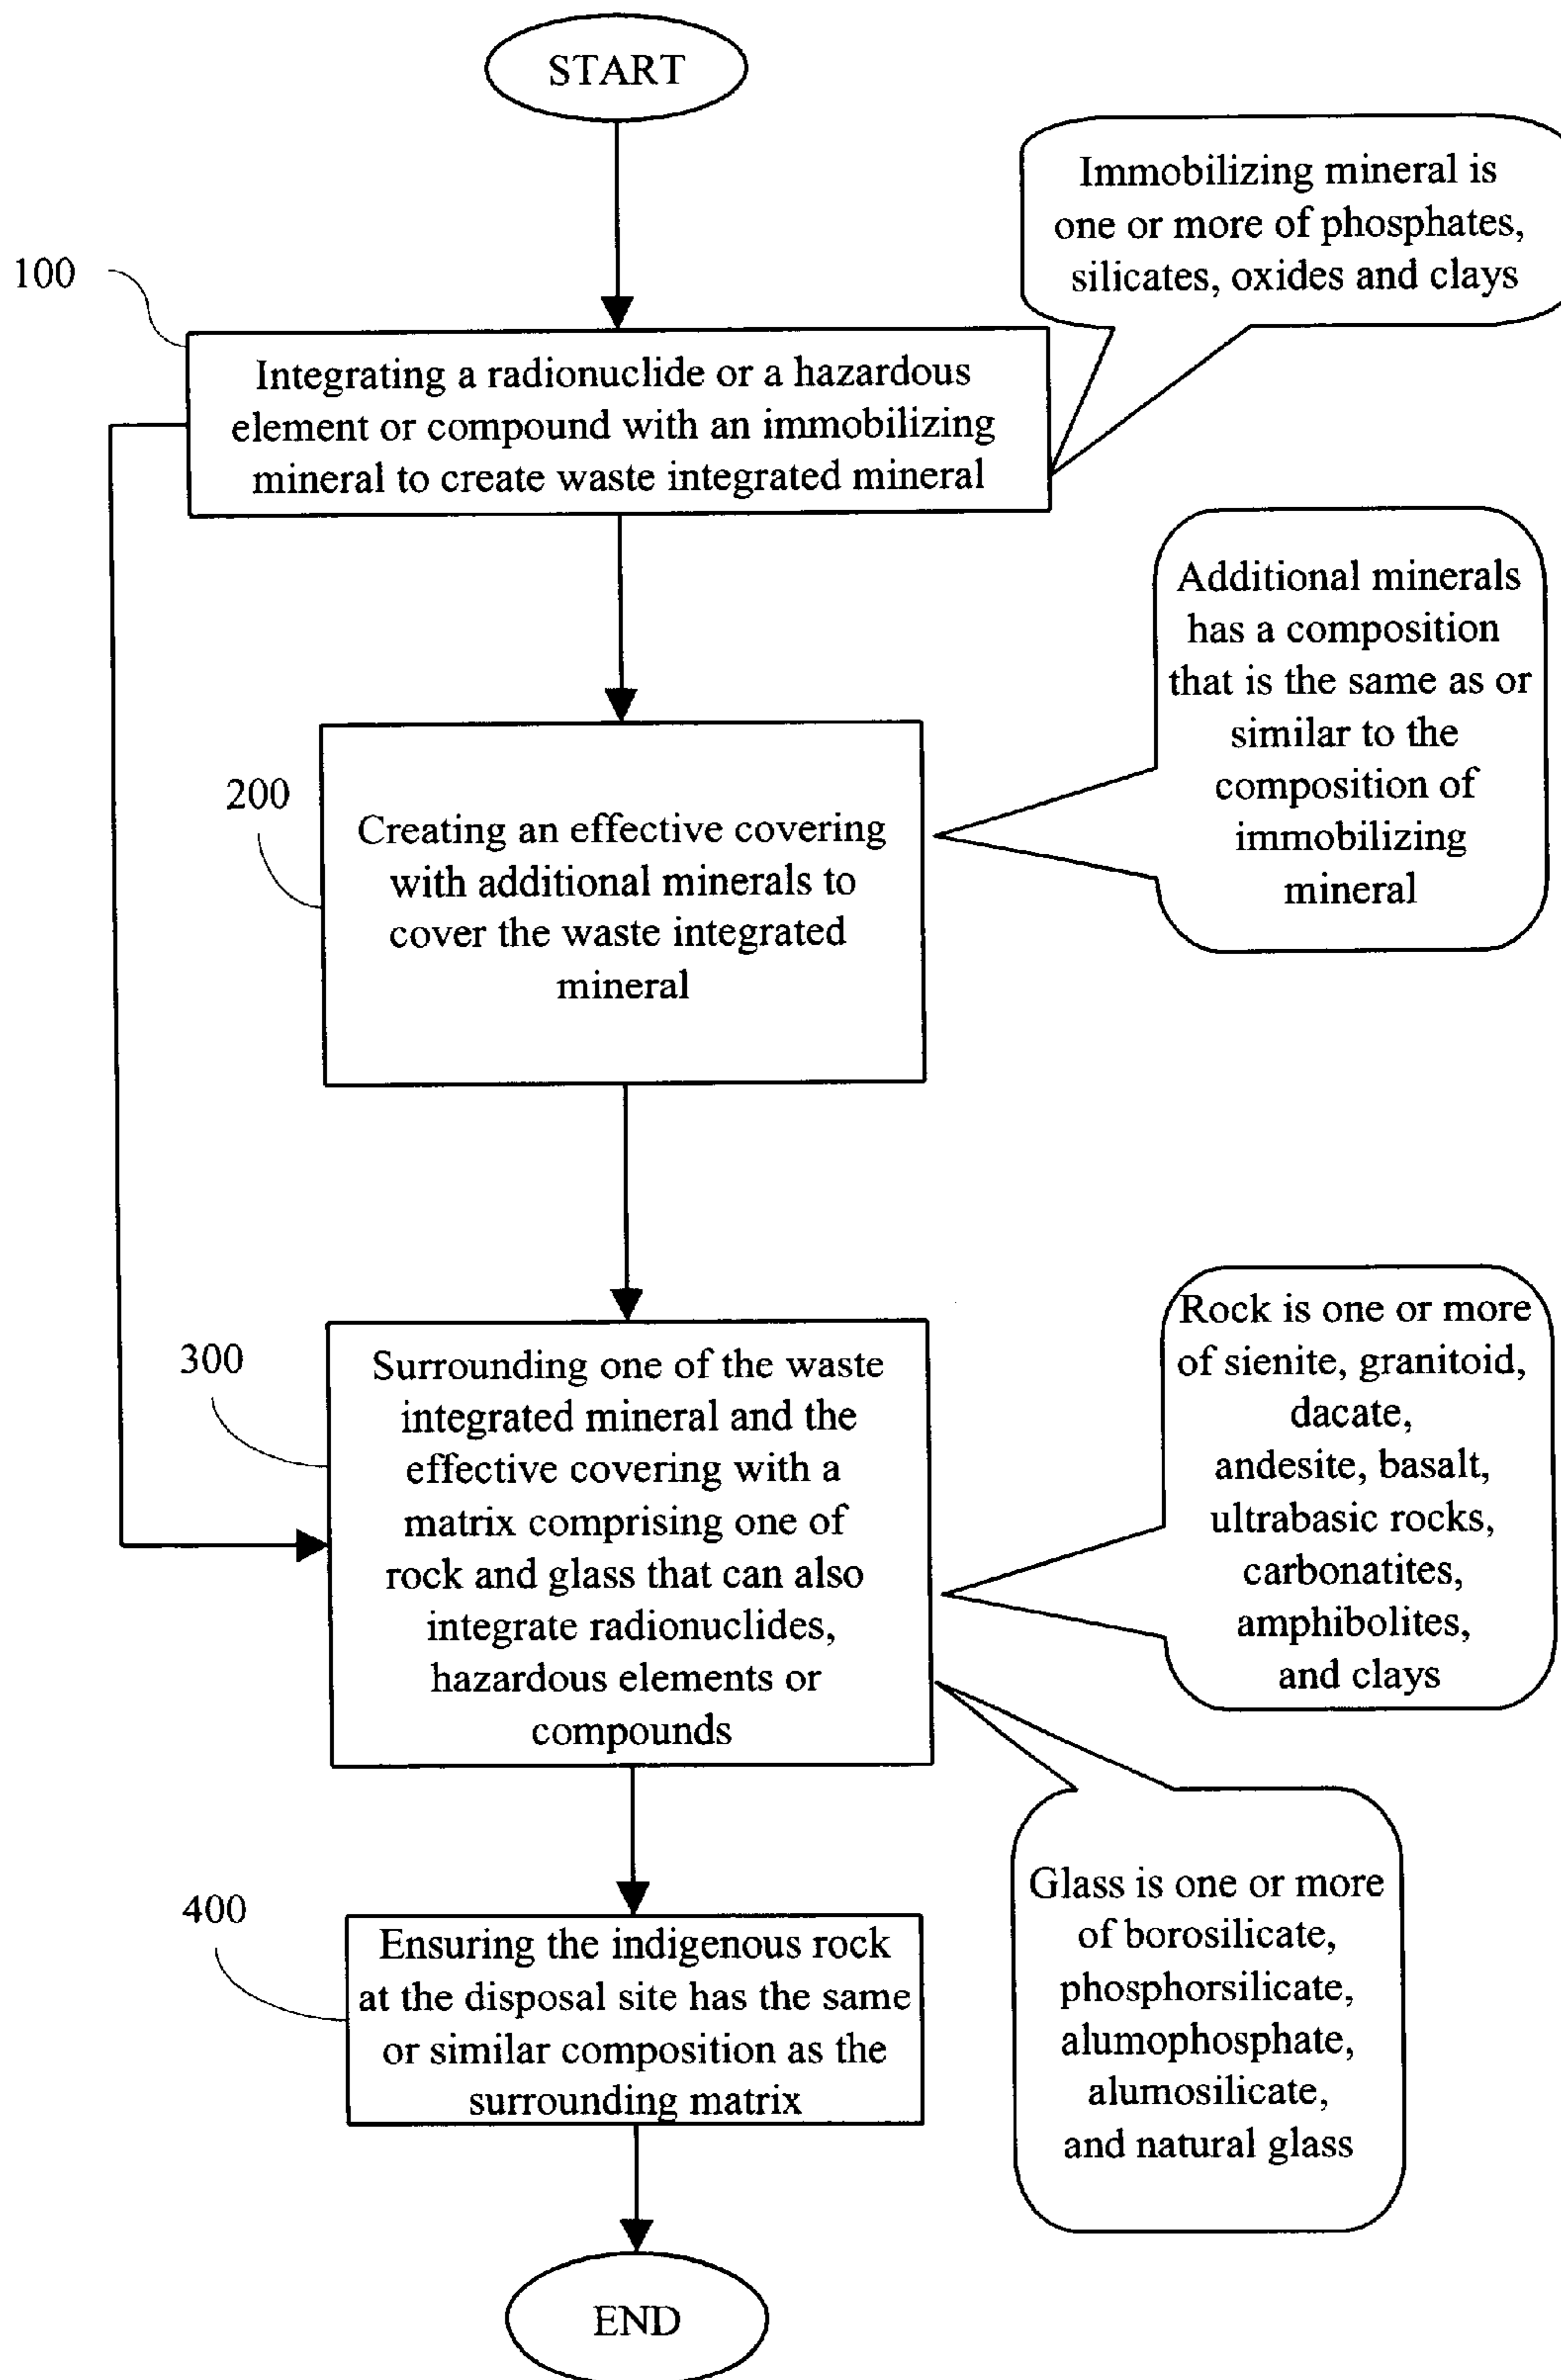 START
Immobilizing mineral is
one or more of phosphates,
silicates, oxides and clays
100
Integrating a radionuclide or a hazardous
element or compound with an immobilizing
mineral to create waste integrated mineral
Additional minerals
has a composition
that is the same as or
similar to the
composition of
immobilizing
mineral
200
Creating an effective covering
with additional minerals to
cover the waste integrated
mineral
300
Surrounding one of the waste
integrated mineral and the
effective covering with a
matrix comprising one of
rock and glass that can also
integrate radionuclides,
hazardous elements or
compounds
Rock is one or more
of sienite, granitoid,
dacate,
andesite, basalt,
ultrabasic rocks,
carbonatites,
amphibolites,
and clays
Glass is one or more
of borosilicate,
phosphorsilicate,
alumophosphate,
alumosilicate,
and natural glass
400
Ensuring the indigenous rock
at the disposal site has the same
or similar composition as the
surrounding matrix
END